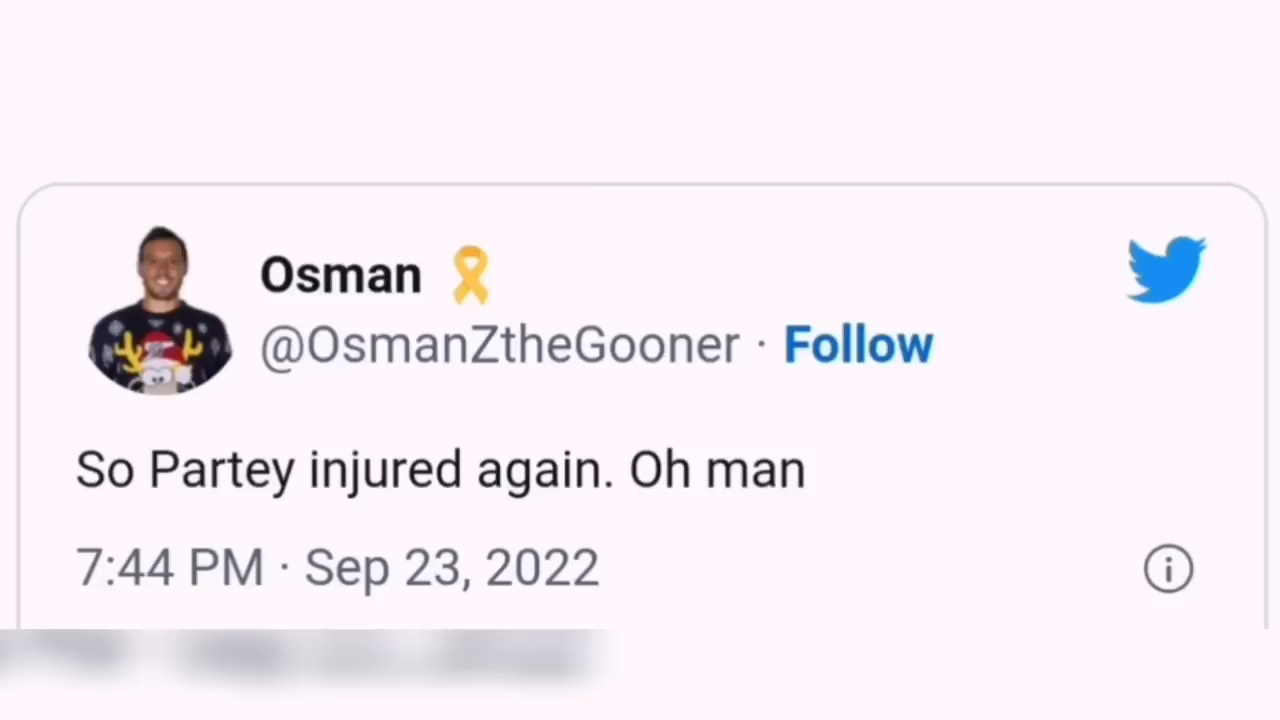 Osman 🎗
@OsmanZtheGooner · Follow
So Partey injured again. Oh man
7:44 PM · Sep 23, 2022